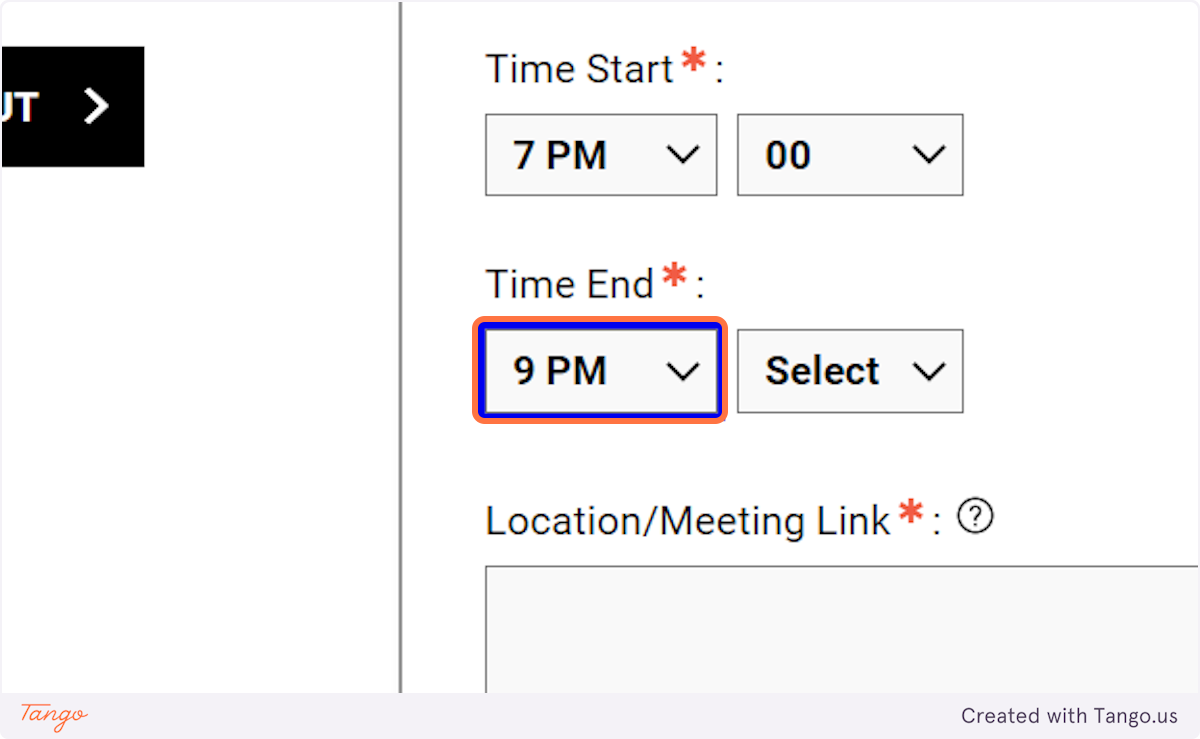 Time Start*:
UT
7 PM 00
Time End*:
9 PM Select
Location/Meeting Link*: ?
Tango
Created with Tango.us